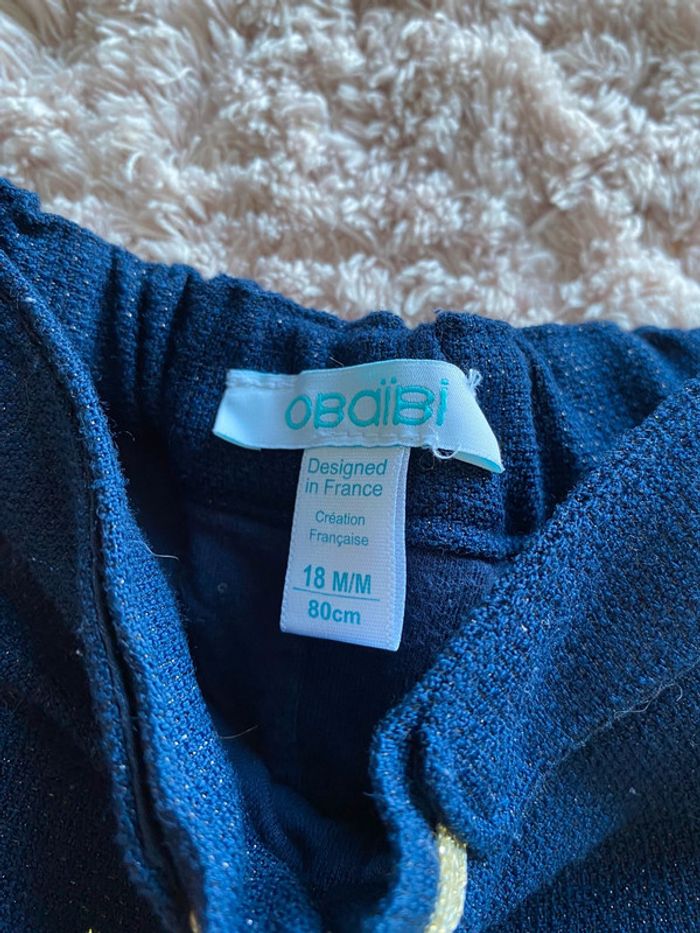 OBaïBi
Designed
in France
Création
Française
18 M/M
80cm